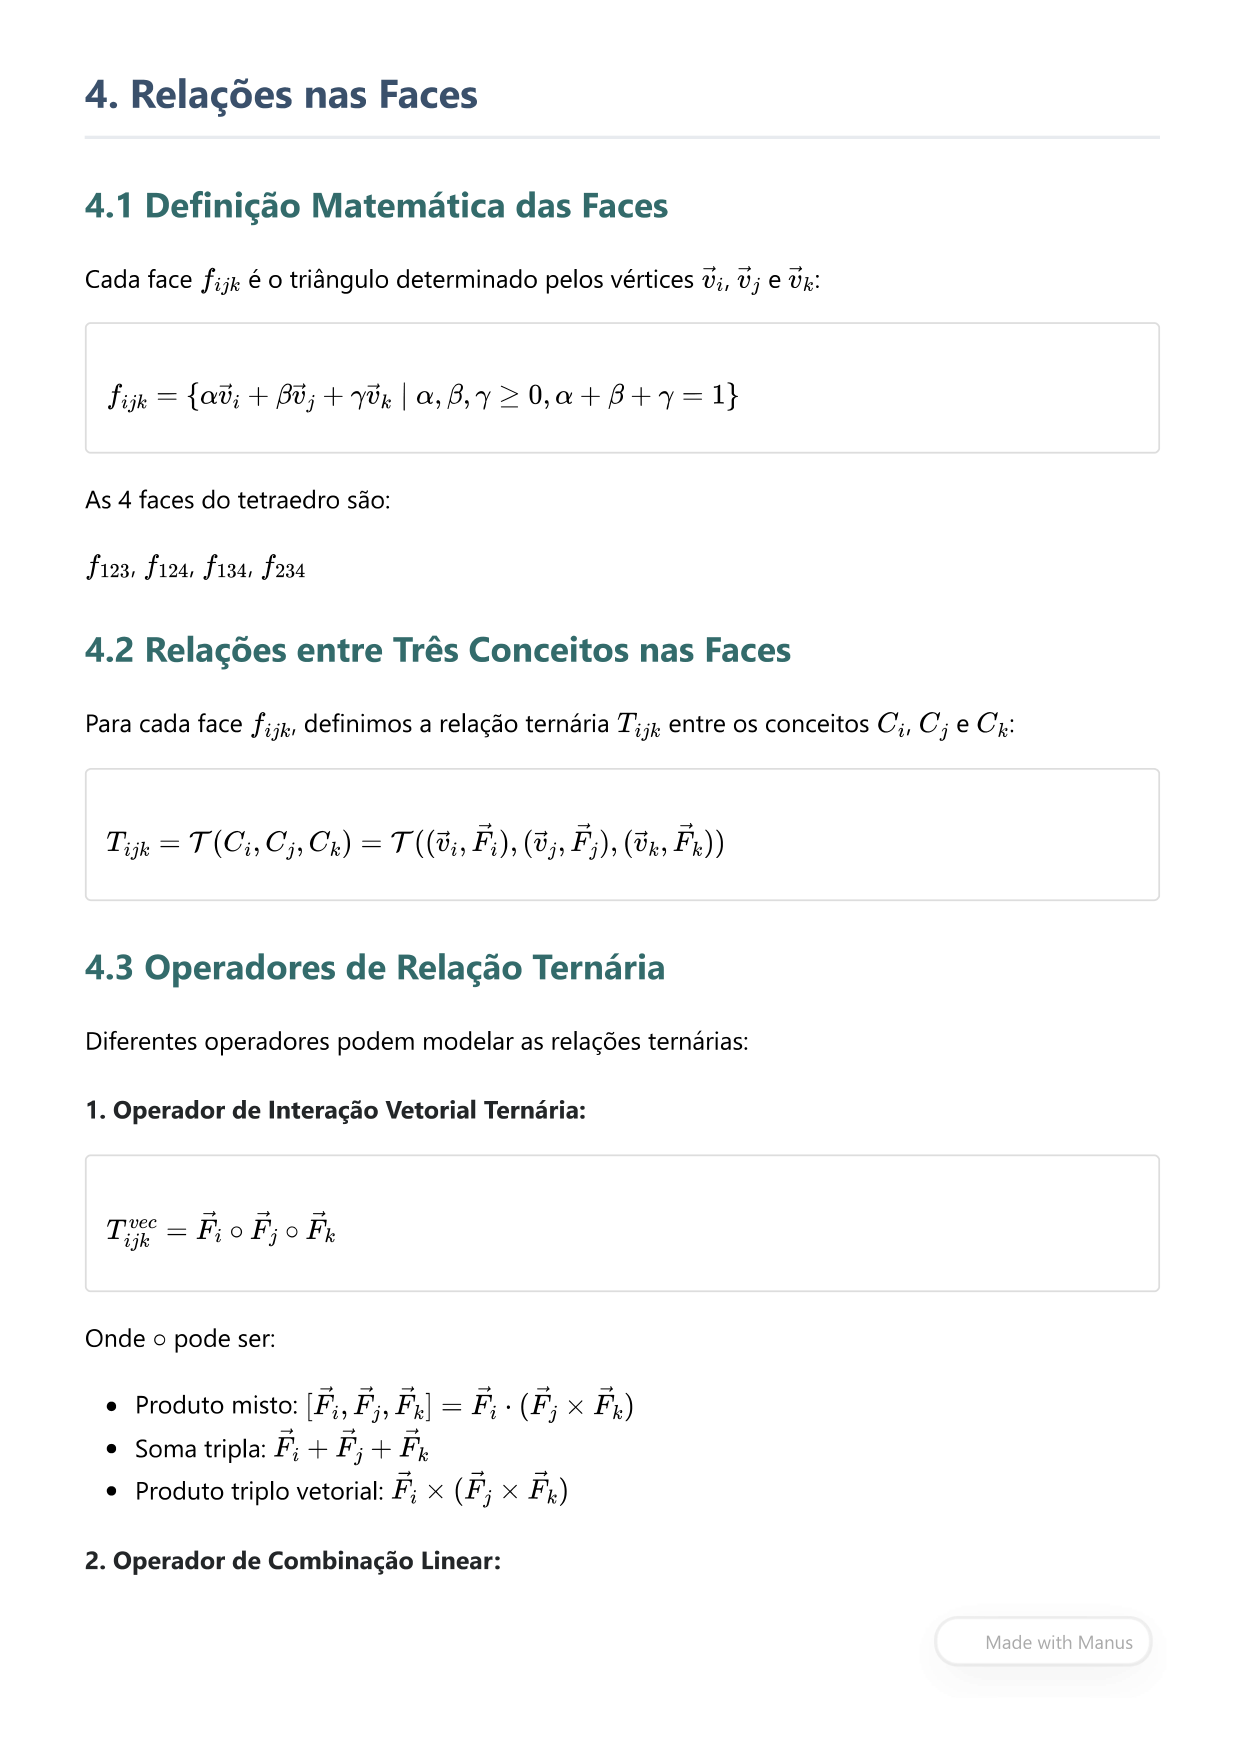 4. Relações nas Faces
4.1 Definição Matemática das Faces
Cada face $f_{ijk}$ é o triângulo determinado pelos vértices $\vec{v}_i$, $\vec{v}_j$ e $\vec{v}_k$:
$f_{ijk} = \{\alpha\vec{v}_i + \beta\vec{v}_j + \gamma\vec{v}_k \mid \alpha, \beta, \gamma \geq 0, \alpha + \beta + \gamma = 1\}$
As 4 faces do tetraedro são:
$f_{123}$, $f_{124}$, $f_{134}$, $f_{234}$
4.2 Relações entre Três Conceitos nas Faces
Para cada face $f_{ijk}$, definimos a relação ternária $T_{ijk}$ entre os conceitos $C_i$, $C_j$ e $C_k$:
$T_{ijk} = \mathcal{T}(C_i, C_j, C_k) = \mathcal{T}((\vec{v}_i, \vec{F}_i), (\vec{v}_j, \vec{F}_j), (\vec{v}_k, \vec{F}_k))$
4.3 Operadores de Relação Ternária
Diferentes operadores podem modelar as relações ternárias:
1. Operador de Interação Vetorial Ternária:
$T_{ijk}^{vec} = \vec{F}_i \circ \vec{F}_j \circ \vec{F}_k$
Onde ○ pode ser:
• Produto misto: $[\vec{F}_i, \vec{F}_j, \vec{F}_k] = \vec{F}_i \cdot (\vec{F}_j \times \vec{F}_k)$
• Soma tripla: $\vec{F}_i + \vec{F}_j + \vec{F}_k$
• Produto triplo vetorial: $\vec{F}_i \times (\vec{F}_j \times \vec{F}_k)$
2. Operador de Combinação Linear:
Made with Manus